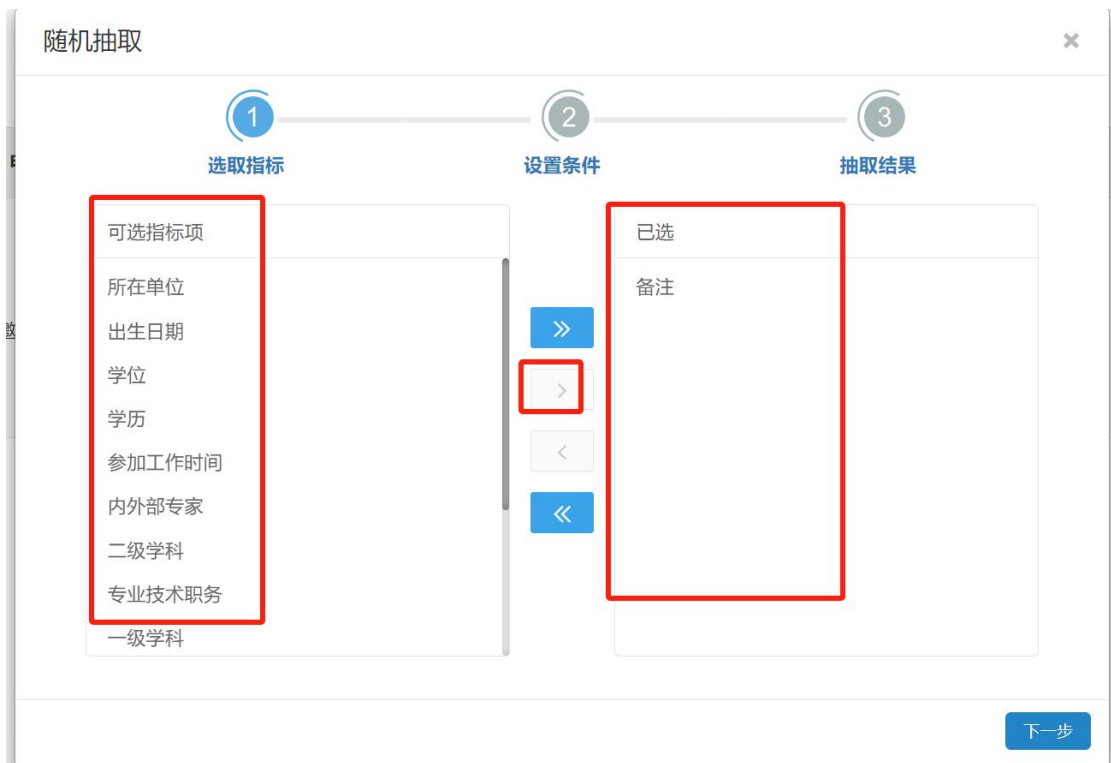 随机抽取
1
2
3
选取指标
设置条件
抽取结果
可选指标项
所在单位
出生日期
学位
学历
参加工作时间
内外部专家
二级学科
专业技术职务
一级学科
已选
备注
下一步